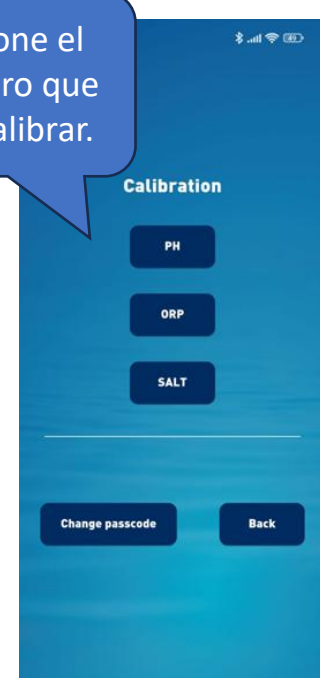 one el
ro que
alibrar.
Calibration
PH
ORP
SALT
Change passcode
Back